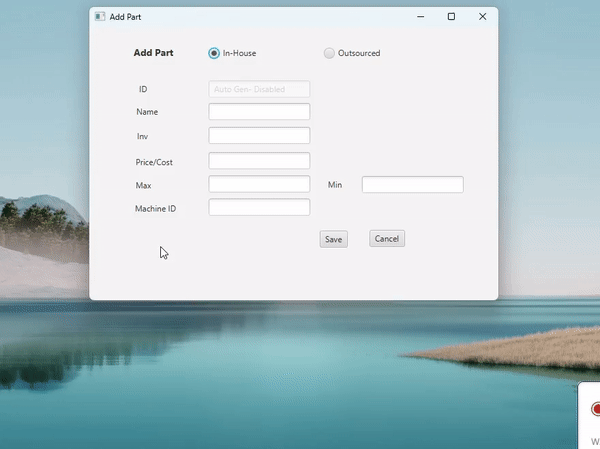 Add Part
Add Part In-House Outsourced
ID Auto Gen- Disabled
Name
Inv
Price/Cost
Max Min
Machine ID
Save Cancel